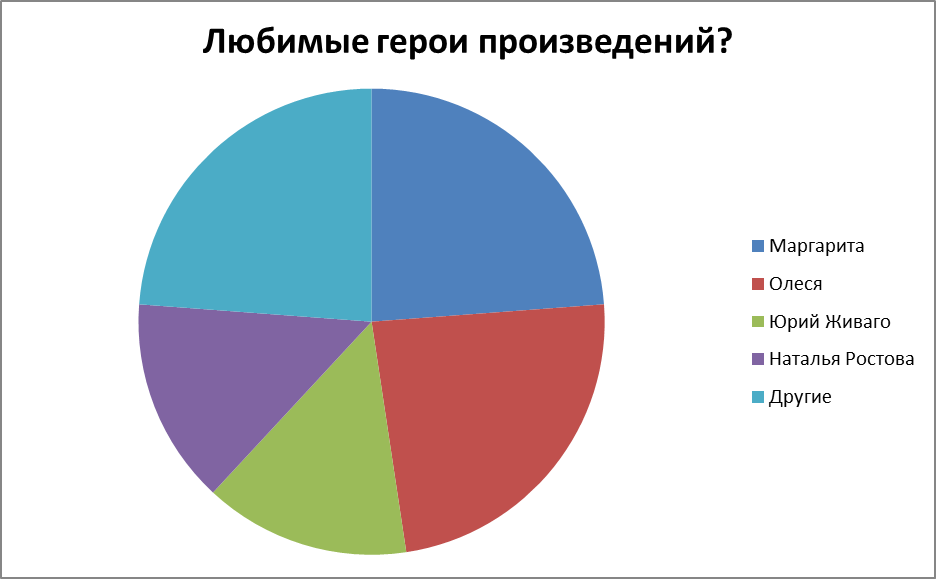 Любимые герои произведений?
Маргарита
Олеся
Юрий Живаго
Наталья Ростова
Другие